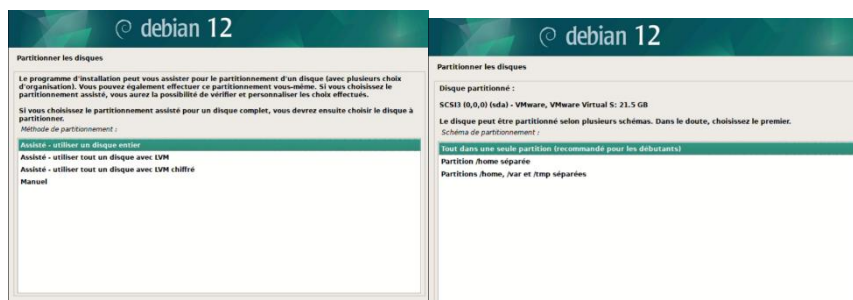 debian 12
Partitionner les disques
Le programme d'installation peut vous assister pour le partitionnement d'un disque (avec plusieurs choix
d'organisation). Vous pouvez également effectuer ce partitionnement vous-même. Si vous choisissez le
partitionnement assisté, vous aurez la possibilité de vérifier et personnaliser les choix effectués.
Si vous choisissez le partitionnement assisté pour un disque complet, vous devrez ensuite choisir le disque à
partitionner.
Méthode de partitionnement :
Assisté - utiliser un disque entier
Assisté - utiliser tout un disque avec LVM
Assisté - utiliser tout un disque avec LVM chiffré
Manuel
debian 12
Partitionner les disques
Disque partitionné :
SCSI3 (0,0,0) (sda) - VMware, VMware Virtual S: 21.5 GB
Le disque peut être partitionné selon plusieurs schémas. Dans le doute, choisissez le premier.
Schéma de partitionnement :
Tout dans une seule partition (recommandé pour les débutants)
Partition /home séparée
Partitions /home, /var et /tmp séparées